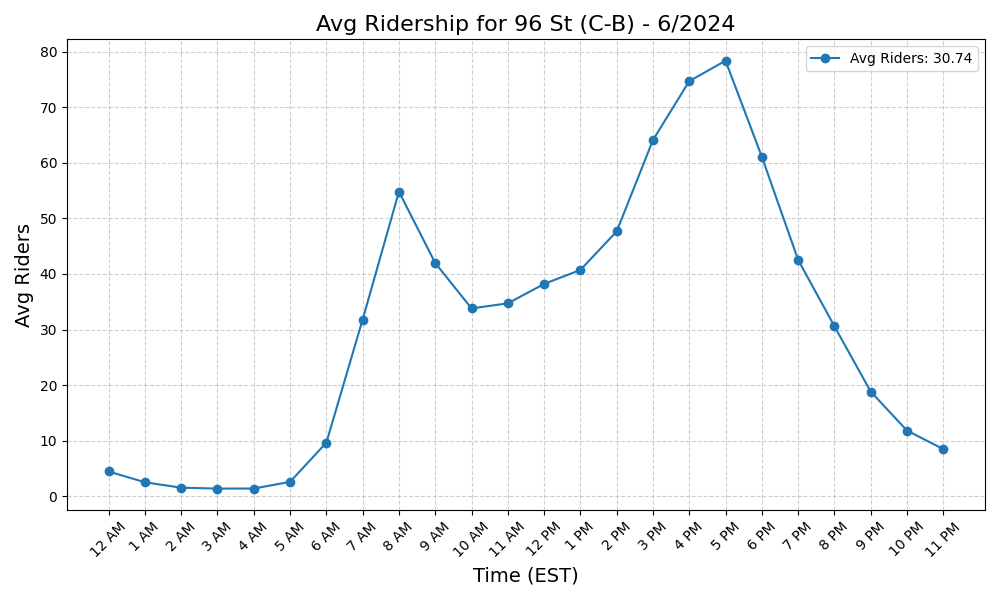 Avg Ridership for 96 St (C-B) - 6/2024
Avg Riders: 30.74
Avg Riders
80
70
60
50
40
30
20
10
0
12 AM
1 AM
2 AM
3 AM
4 AM
5 AM
6 AM
7 AM
8 AM
9 AM
10 AM
11 AM
12 PM
1 PM
2 PM
3 PM
4 PM
5 PM
6 PM
7 PM
8 PM
9 PM
10 PM
11 PM
Time (EST)